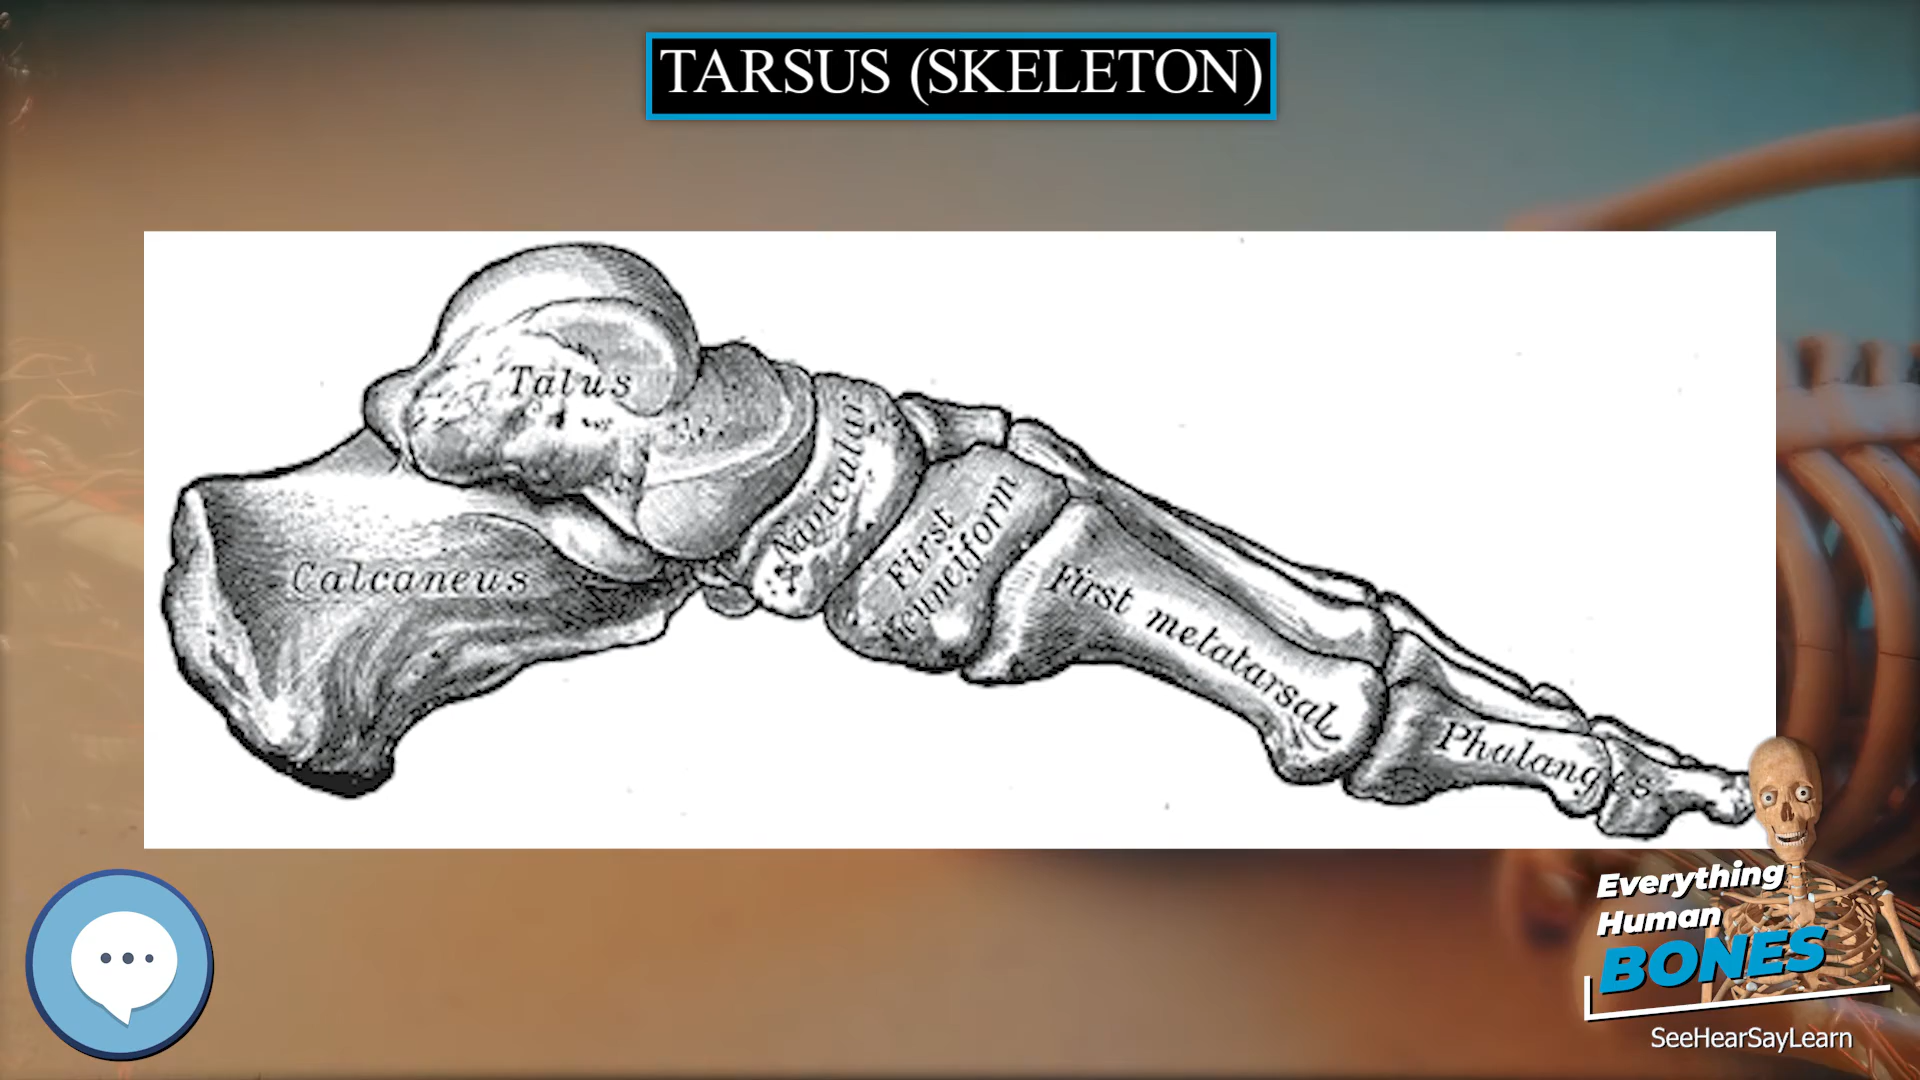 TARSUS (SKELETON)
Talus
Navicular
First
cuneiform
Calcaneus
First metatarsal
Phalanges
Everything
Human
BONES
SeeHearSayLearn